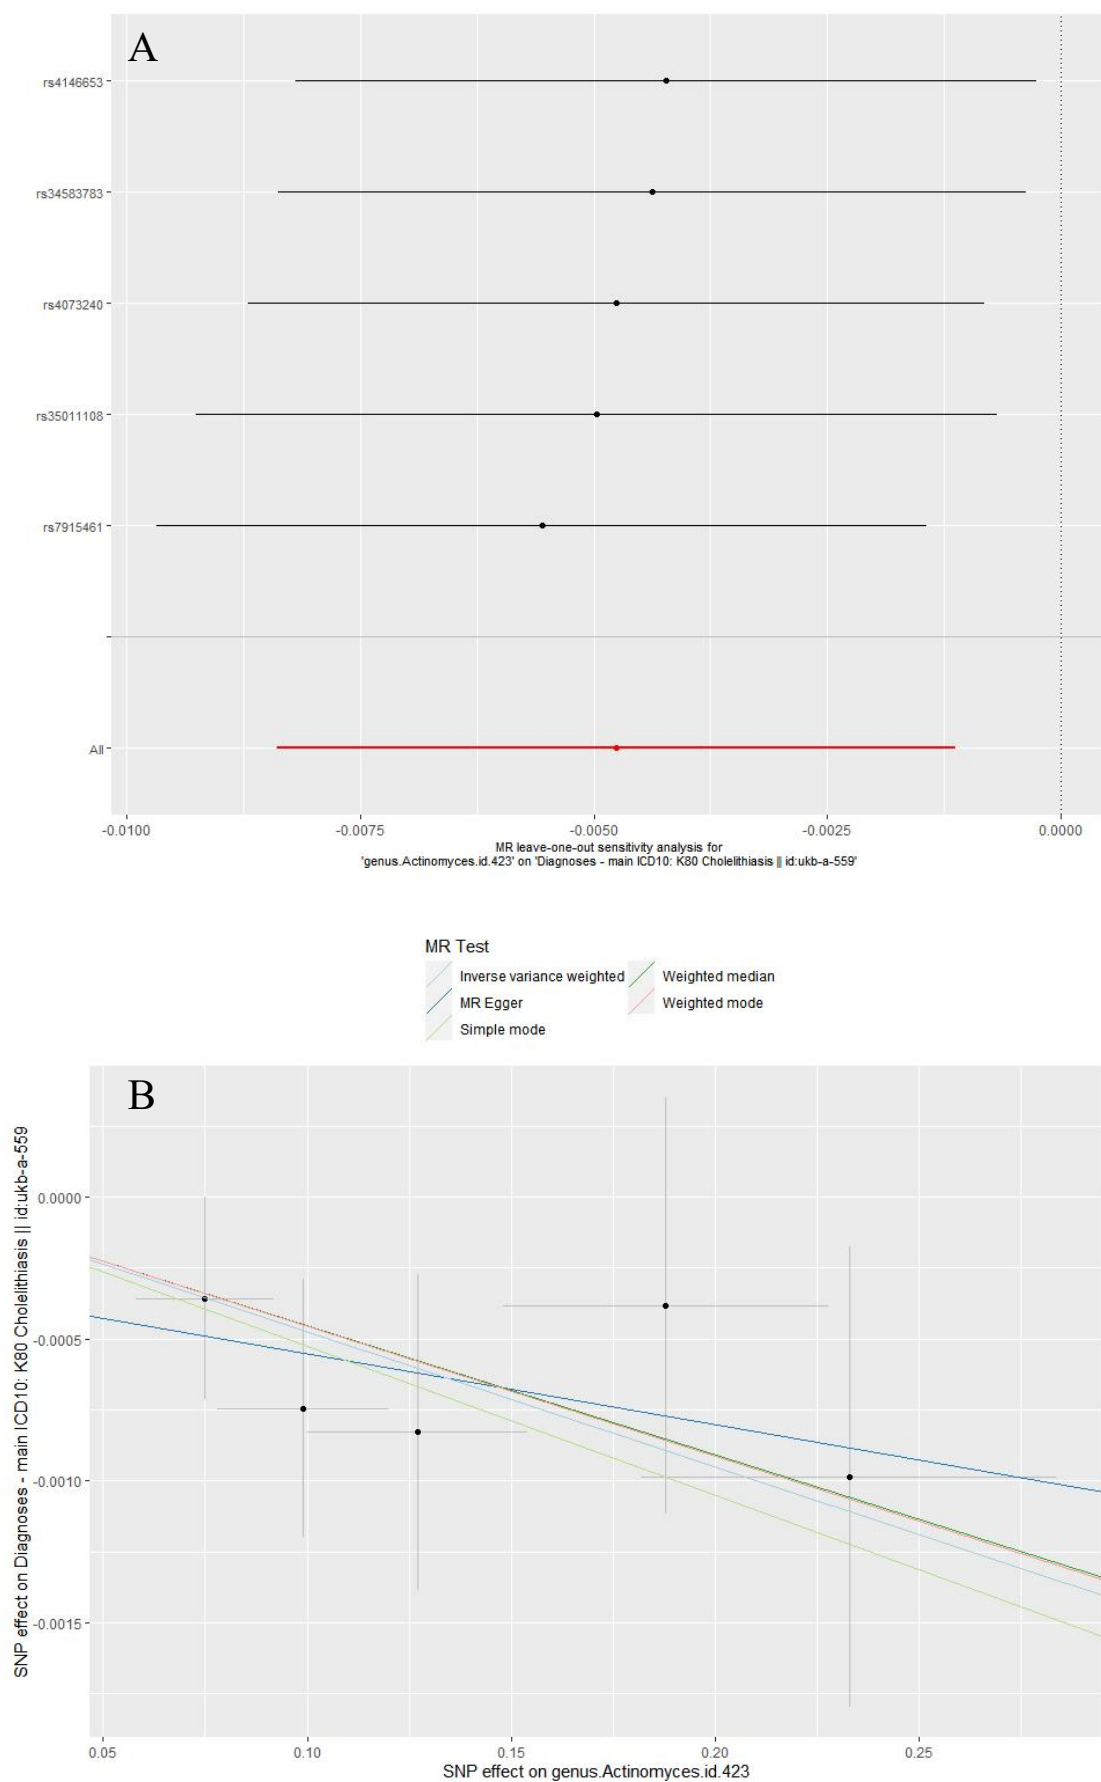 A
rs4146653
rs34583783
rs4073240
rs35011108
rs7915461
All
-0.0100 -0.0075 -0.0050 -0.0025 0.0000
MR leave-one-out sensitivity analysis for
'genus.Actinomyces.id.423' on 'Diagnoses - main ICD10: K80 Cholelithiasis || id:ukb-a-559'
MR Test
Inverse variance weighted Weighted median
MR Egger Weighted mode
Simple mode
B
SNP effect on Diagnoses - main ICD10: K80 Cholelithiasis || id:ukb-a-559
0.0000
-0.0005
-0.0010
-0.0015
0.05 0.10 0.15 0.20 0.25
SNP effect on genus.Actinomyces.id.423